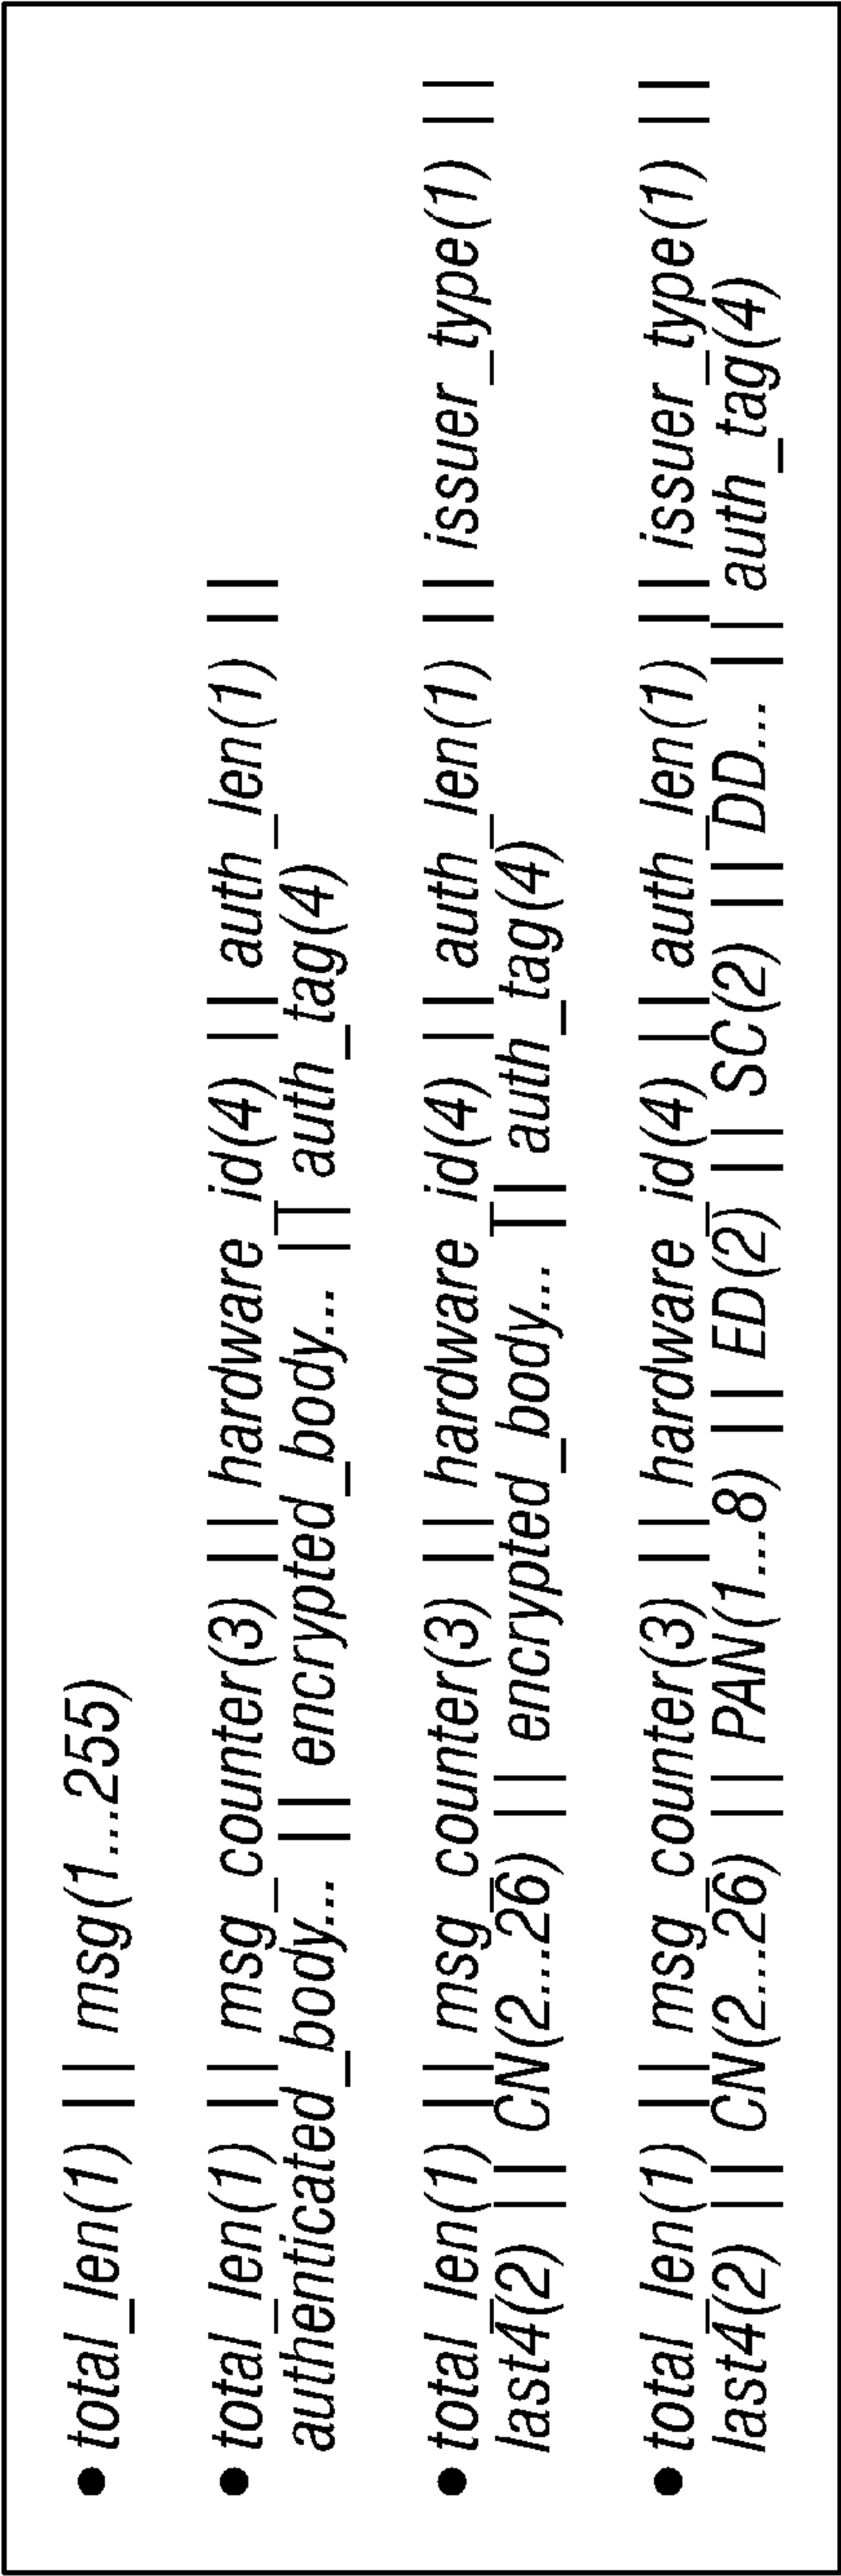 • total_len(1) || msg(1...255)
• total_len(1) || msg_counter(3) || hardware_id(4) || auth_len(1) ||
authenticated_body... || encrypted_body... || auth_tag(4)
• total_len(1) || msg_counter(3) || hardware_id(4) || auth_len(1) || issuer_type(1) ||
last4(2) || CN(2...26) || encrypted_body... || auth_tag(4)
• total_len(1) || msg_counter(3) || hardware_id(4) || auth_len(1) || issuer_type(1) ||
last4(2) || CN(2...26) || PAN(1...8) || ED(2) || SC(2) || DD... || auth_tag(4)